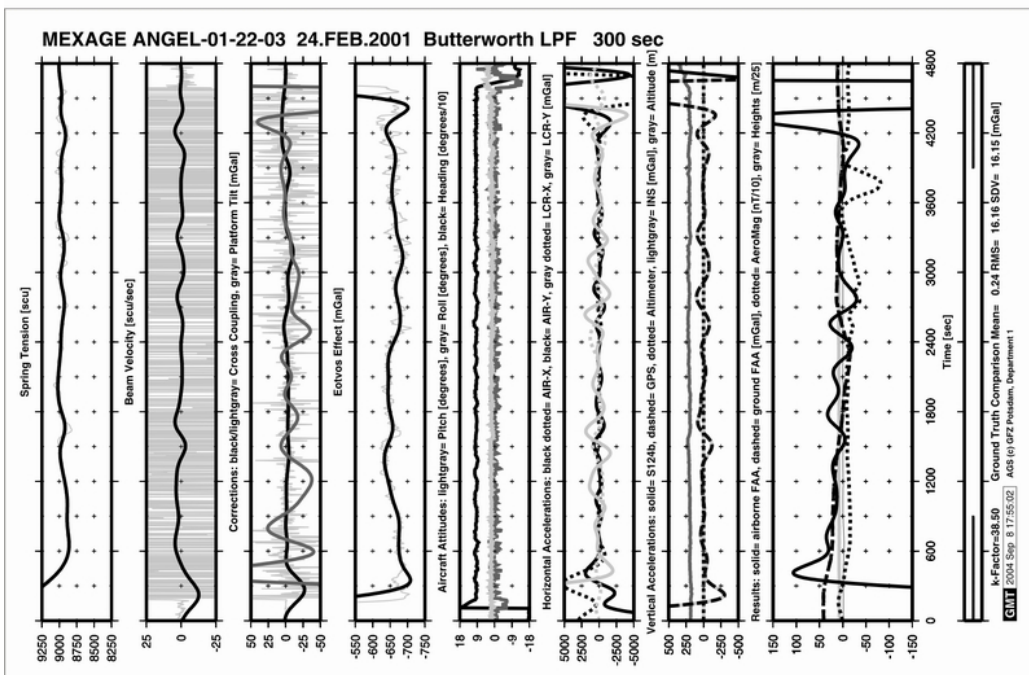 MEXAGE ANGEL-01-22-03 24.FEB.2001 Butterworth LPF 300 sec
Spring Tension [scu]
9250 9000 8750 8500 8250
Beam Velocity [scu/sec]
25 0 -25
Corrections: black/lightgray= Cross Coupling, gray= Platform Tilt [mGal]
50 25 0 -25 -50
Eotvos Effect [mGal]
-550 -600 -650 -700 -750
Aircraft Attitudes: lightgray= Pitch [degrees], gray= Roll [degrees], black= Heading [degrees/10]
18 9 0 -9 -18
Horizontal Accelerations: black dotted= AIR-X, black= AIR-Y, gray dotted= LCR-X, gray= LCR-Y [mGal]
5000 2500 0 -2500 -5000
Vertical Accelerations: solid= S124b, dashed= GPS, dotted= Altimeter, lightgray= INS [mGal], gray= Altitude [m]
500 250 0 -250 -500
Results: solid= airborne FAA, dashed= ground FAA [mGal], dotted= AeroMag [nT/10], gray= Heights [m/25]
150 100 50 0 -50 -100 -150
0 600 1200 1800 2400 3000 3600 4200 4800
Time [sec]
k-Factor=38.50 Ground Truth Comparison Mean= 0.24 RMS= 16.16 SDV= 16.15 [mGal]
GMT 2004 Sep 8 17:55:02 AGS (c) GFZ Potsdam, Department 1